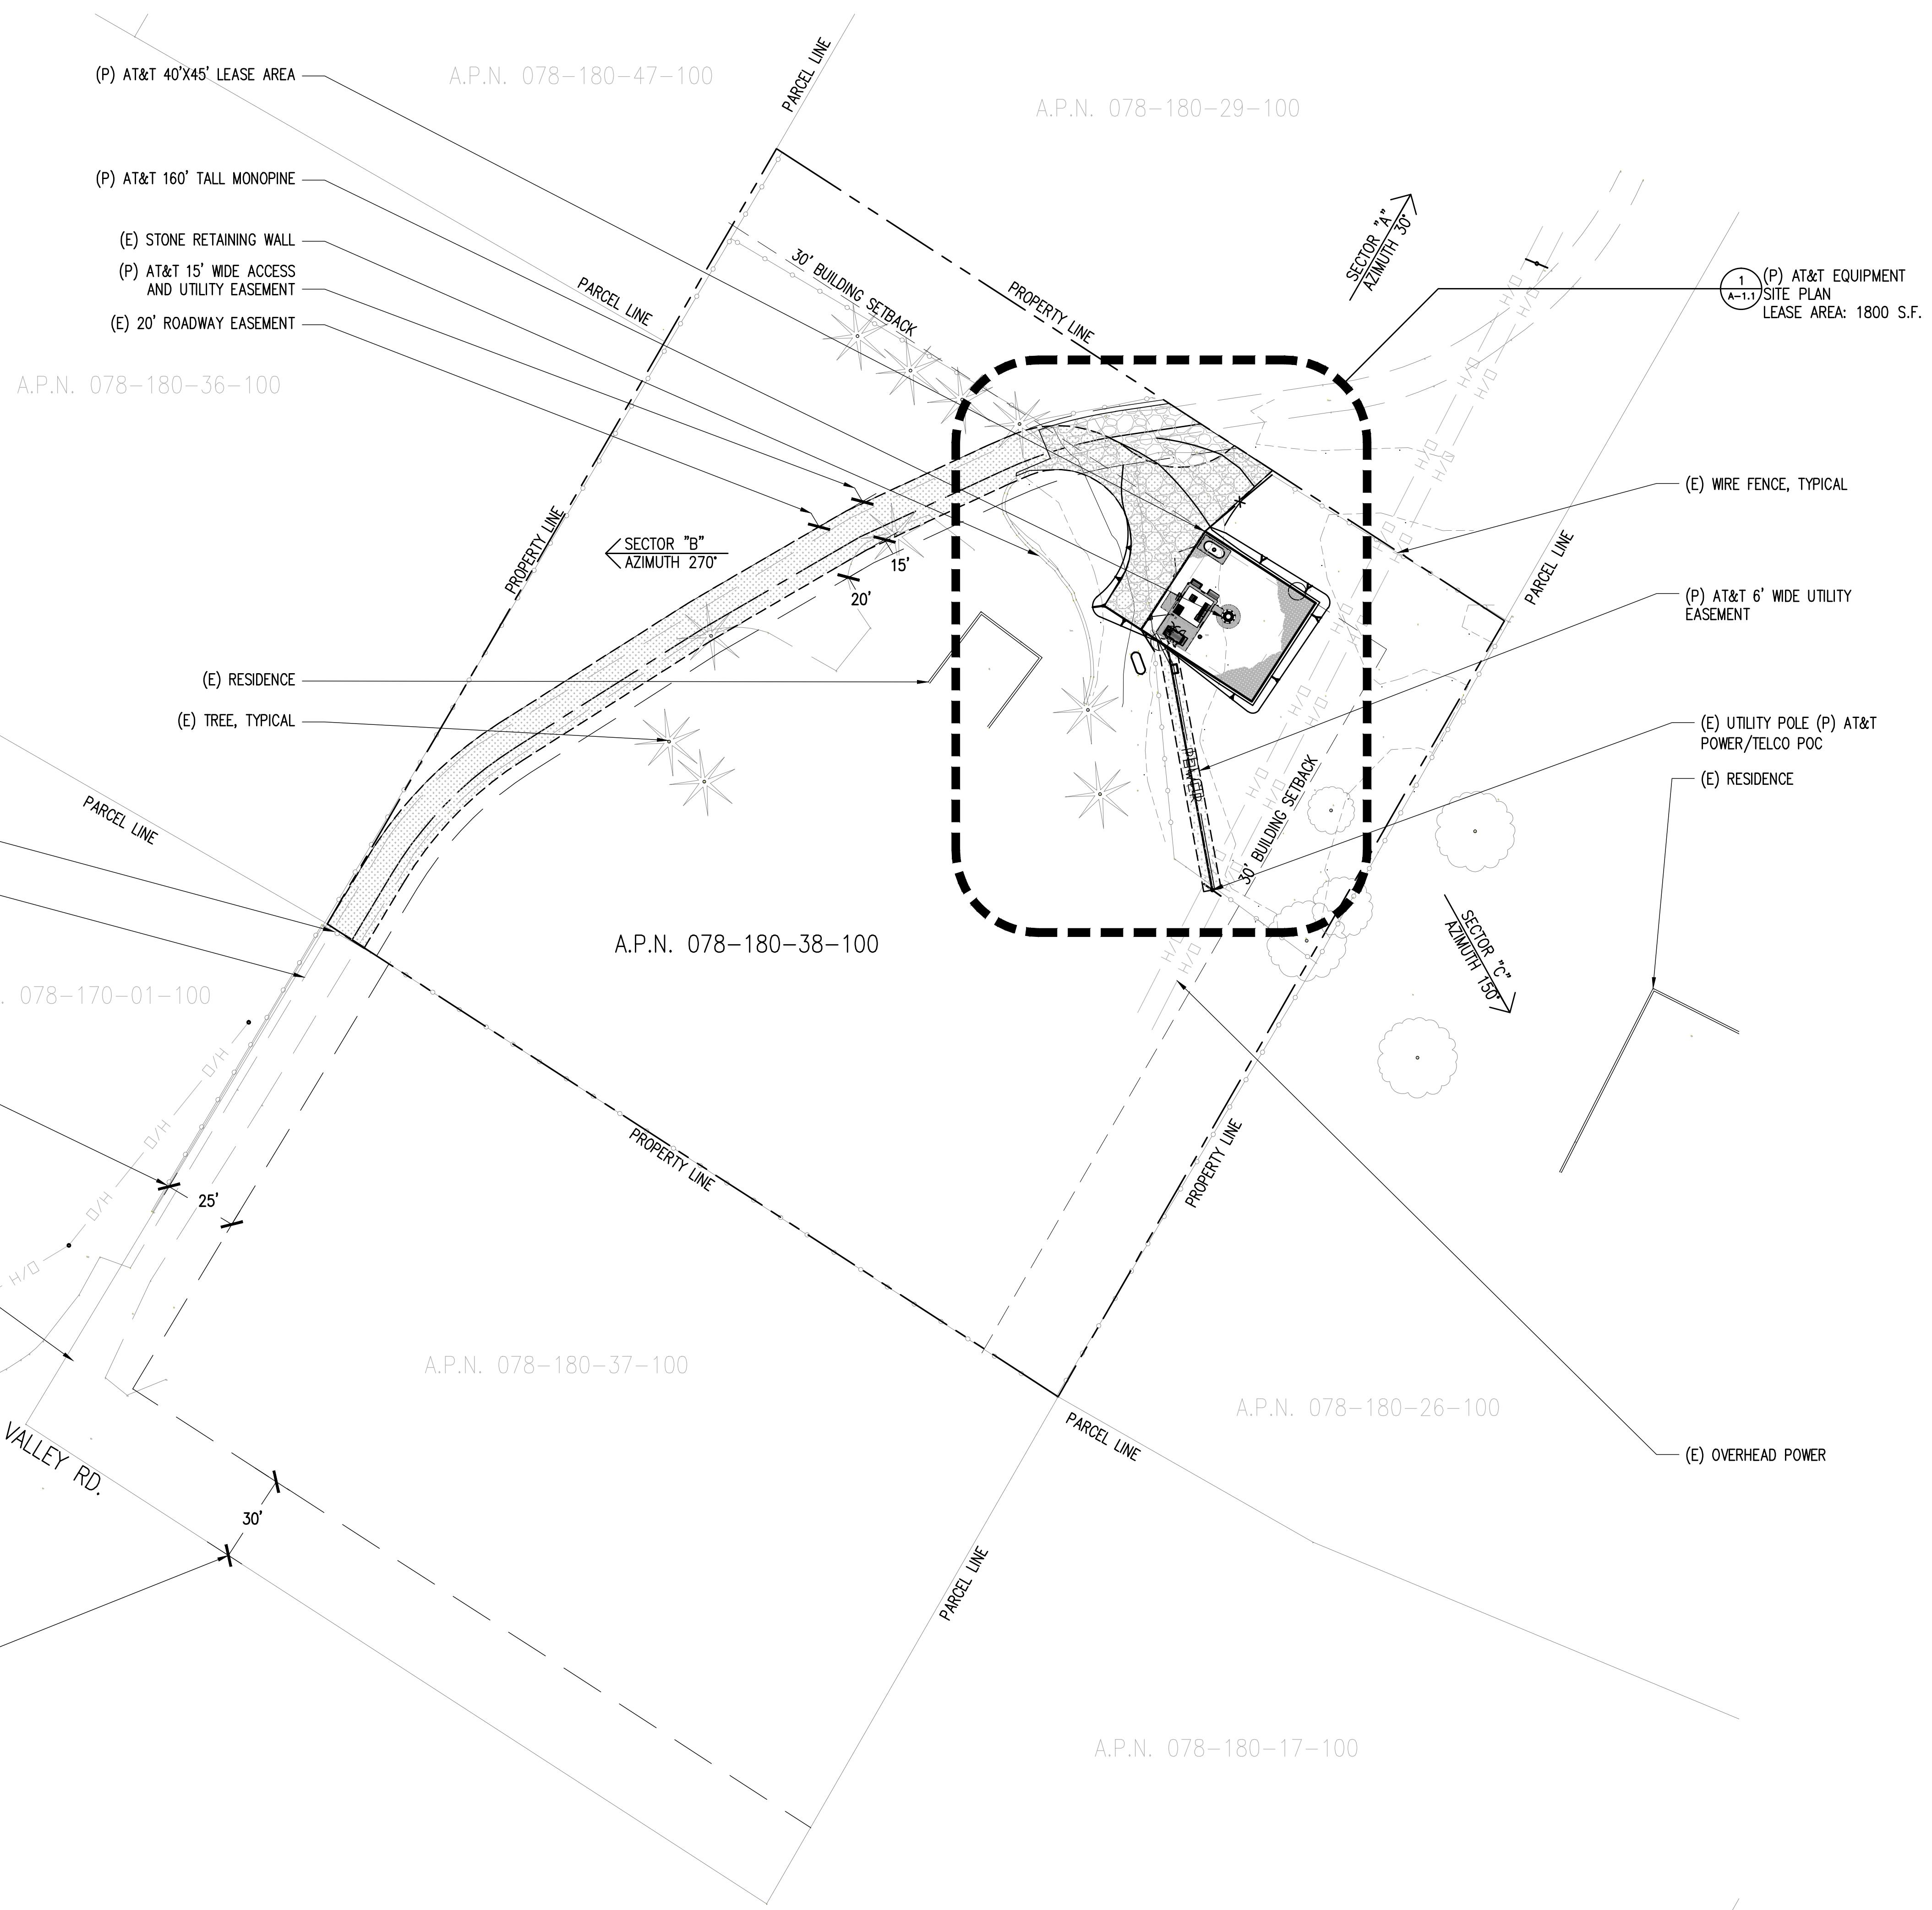 (P) AT&T 40'X45' LEASE AREA
A.P.N. 078-180-47-100
PARCEL LINE
A.P.N. 078-180-29-100
(P) AT&T 160' TALL MONOPINE
(E) STONE RETAINING WALL
(P) AT&T 15' WIDE ACCESS
AND UTILITY EASEMENT
(E) 20' ROADWAY EASEMENT
PARCEL LINE
30' BUILDING SETBACK
PROPERTY LINE
SECTOR "A"
AZIMUTH 30°
1
A-1.1
(P) AT&T EQUIPMENT
SITE PLAN
LEASE AREA: 1800 S.F.
A.P.N. 078-180-36-100
O/H
O/H
O/H
O/H
O/H
O/H
(E) WIRE FENCE, TYPICAL
PROPERTY LINE
SECTOR "B"
AZIMUTH 270°
15'
20'
PARCEL LINE
(P) AT&T 6' WIDE UTILITY
EASEMENT
(E) RESIDENCE
(E) TREE, TYPICAL
(E) UTILITY POLE (P) AT&T
POWER/TELCO POC
(E) RESIDENCE
O/H
O/H
O/H
O/H
30' BUILDING SETBACK
PARCEL LINE
A.P.N. 078-180-38-100
O/H
O/H
SECTOR "C"
AZIMUTH 150°
. 078-170-01-100
O/H
O/H
O/H
O/H
25'
PROPERTY LINE
PROPERTY LINE
A.P.N. 078-180-37-100
A.P.N. 078-180-26-100
PARCEL LINE
VALLEY RD.
(E) OVERHEAD POWER
30'
PARCEL LINE
A.P.N. 078-180-17-100